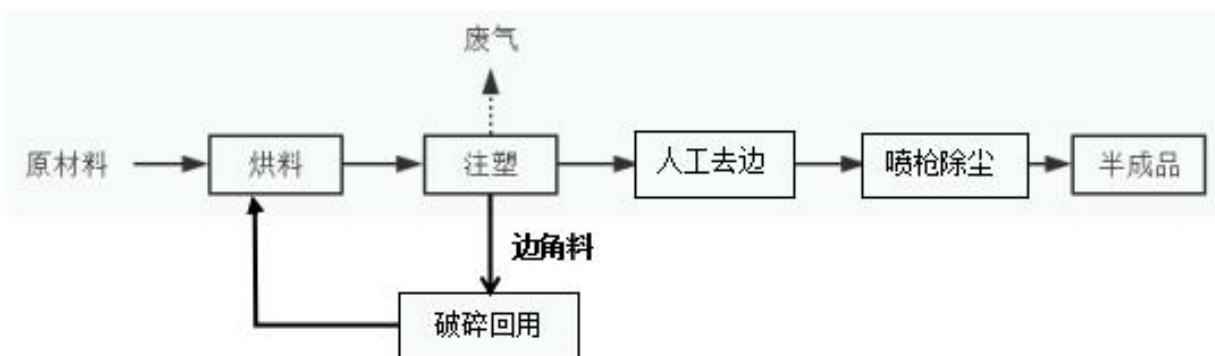 废气
原材料
烘料
注塑
人工去边
喷枪除尘
半成品
边角料
破碎回用